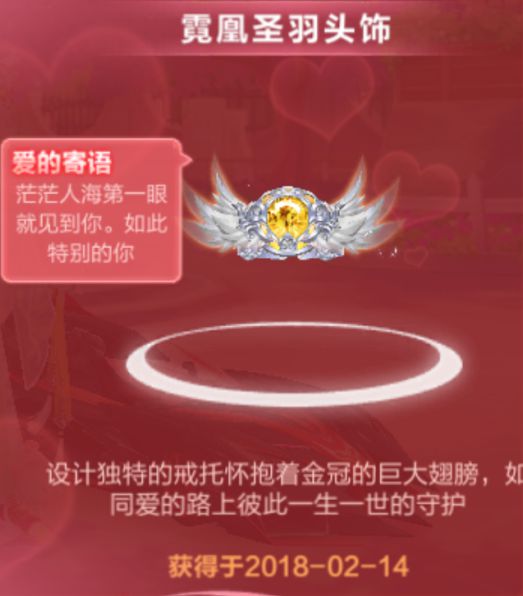 霓凰圣羽头饰
爱的寄语
茫茫人海第一眼
就见到你。如此
特别的你
设计独特的戒托怀抱着金冠的巨大翅膀，如
同爱的路上彼此一生一世的守护
获得于2018-02-14